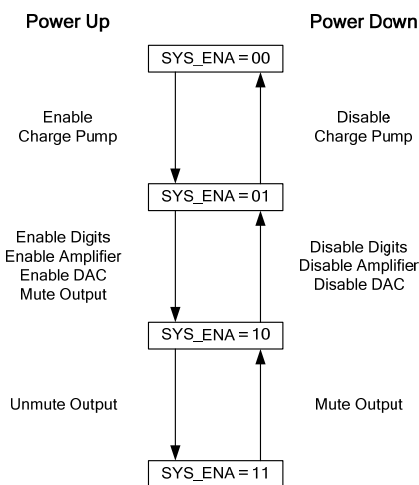 Power Up
Power Down
SYS_ENA = 00
Enable
Charge Pump
Disable
Charge Pump
SYS_ENA = 01
Enable Digits
Enable Amplifier
Enable DAC
Mute Output
Disable Digits
Disable Amplifier
Disable DAC
SYS_ENA = 10
Unmute Output
Mute Output
SYS_ENA = 11